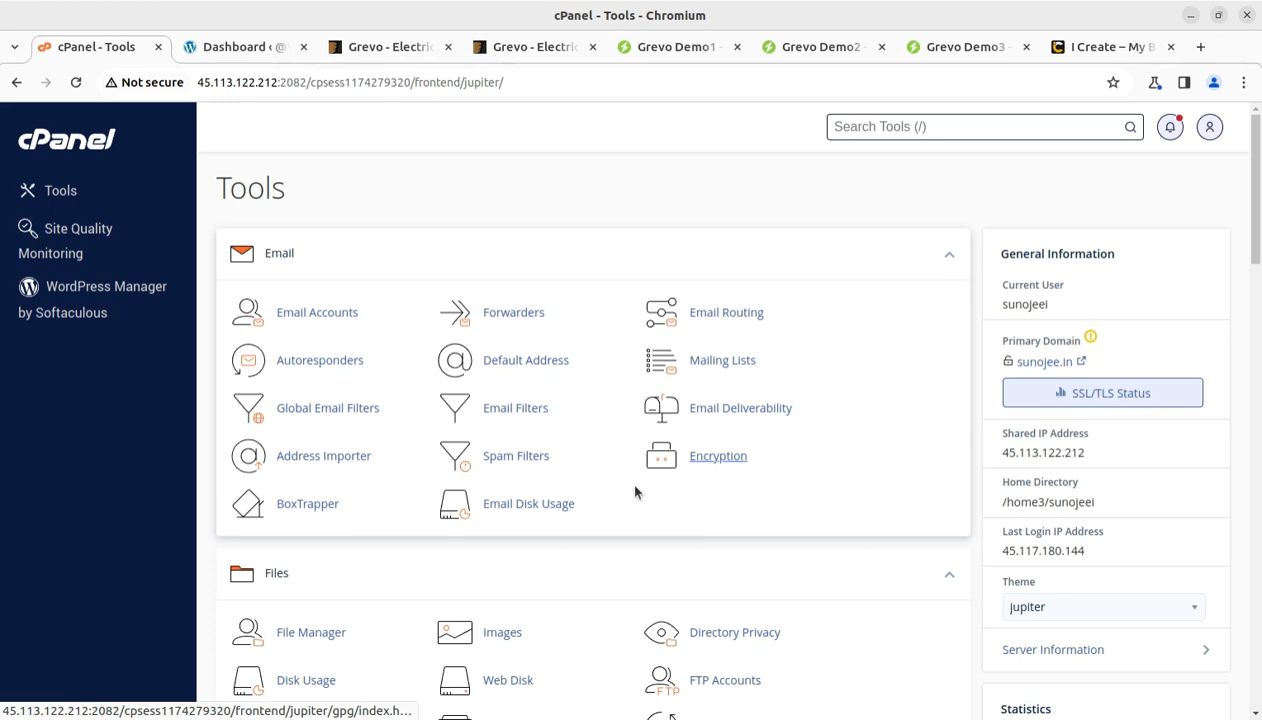 cPanel - Tools - Chromium
cPanel - Tools
Dashboard ‹ @
Grevo - Electric
Grevo - Electric
Grevo Demo1 -
Grevo Demo2 -
Grevo Demo3 -
I Create – My B
Not secure
45.113.122.212:2082/cpsess1174279320/frontend/jupiter/
cPanel
Search Tools (/)
Tools
Site Quality
Monitoring
WordPress Manager
by Softaculous
Tools
Email
Email Accounts
Forwarders
Email Routing
Autoresponders
Default Address
Mailing Lists
Global Email Filters
Email Filters
Email Deliverability
Address Importer
Spam Filters
Encryption
BoxTrapper
Email Disk Usage
Files
File Manager
Images
Directory Privacy
Disk Usage
Web Disk
FTP Accounts
FTP
General Information
Current User
sunojeei
Primary Domain
sunojee.in
SSL/TLS Status
Shared IP Address
45.113.122.212
Home Directory
/home3/sunojeei
Last Login IP Address
45.117.180.144
Theme
jupiter
Server Information
Statistics
45.113.122.212:2082/cpsess1174279320/frontend/jupiter/gpg/index.h...